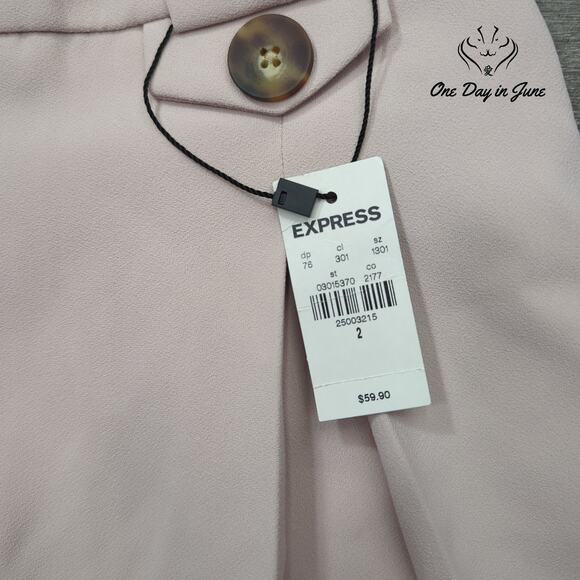 愛
One Day in June
EXPRESS
dp cl sz
76 301 1301
st co
03015370 2177
25003215
2
$59.90